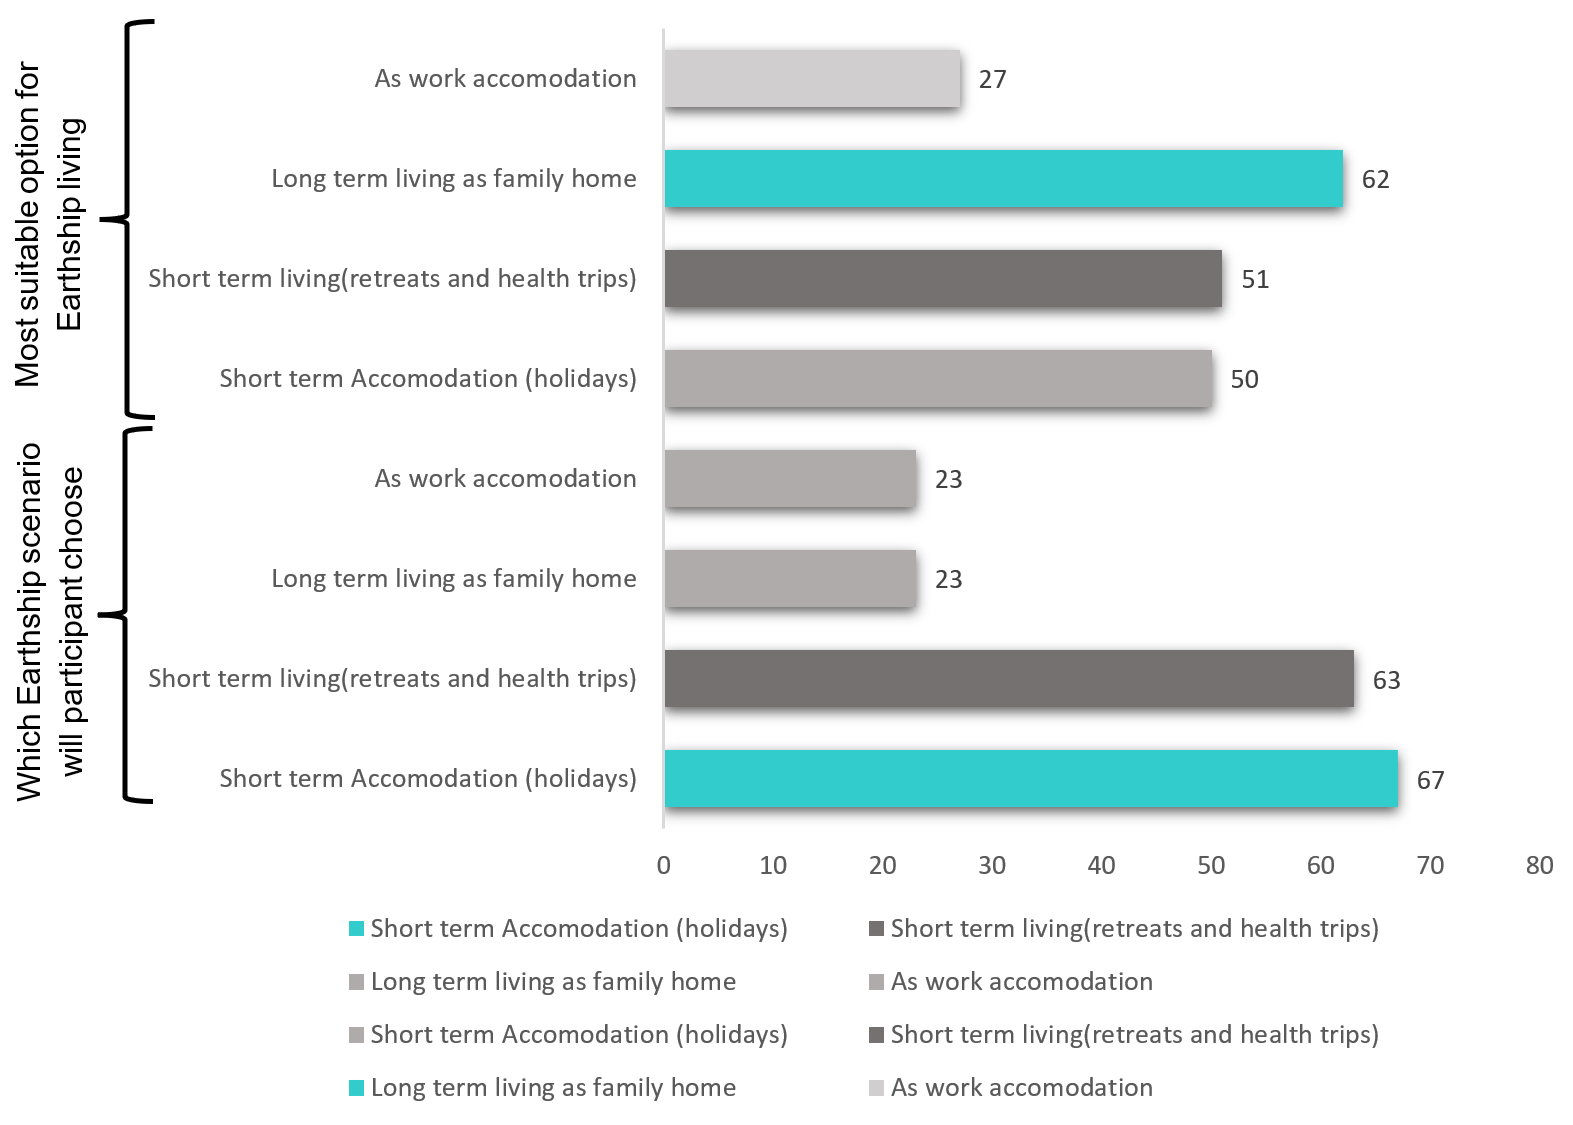 Most suitable option for
Earthship living
As work accomodation
27
Long term living as family home
62
Short term living(retreats and health trips)
51
Short term Accomodation (holidays)
50
Which Earthship scenario
will participant choose
As work accomodation
23
Long term living as family home
23
Short term living(retreats and health trips)
63
Short term Accomodation (holidays)
67
0 10 20 30 40 50 60 70 80
Short term Accomodation (holidays) Short term living(retreats and health trips)
Long term living as family home As work accomodation
Short term Accomodation (holidays) Short term living(retreats and health trips)
Long term living as family home As work accomodation